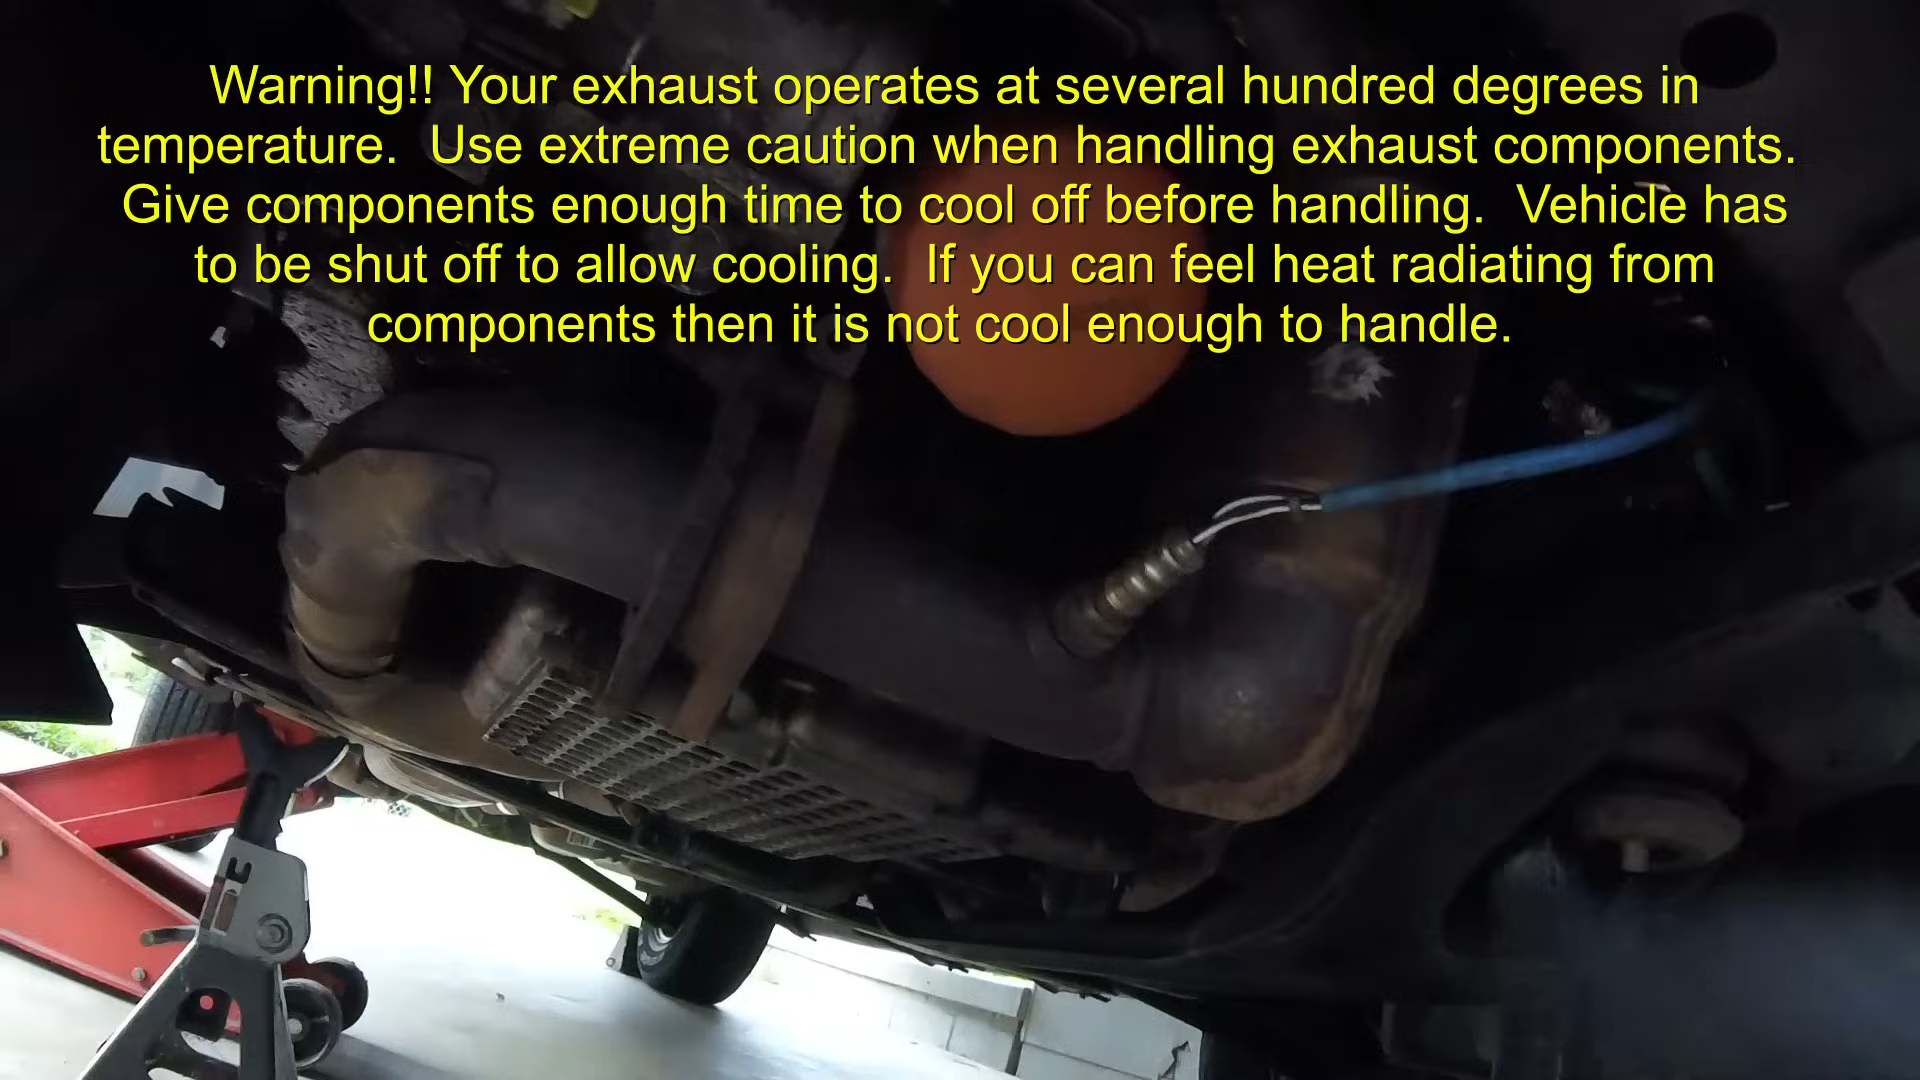 Warning!! Your exhaust operates at several hundred degrees in
temperature.  Use extreme caution when handling exhaust components.
Give components enough time to cool off before handling.  Vehicle has
to be shut off to allow cooling.  If you can feel heat radiating from
components then it is not cool enough to handle.